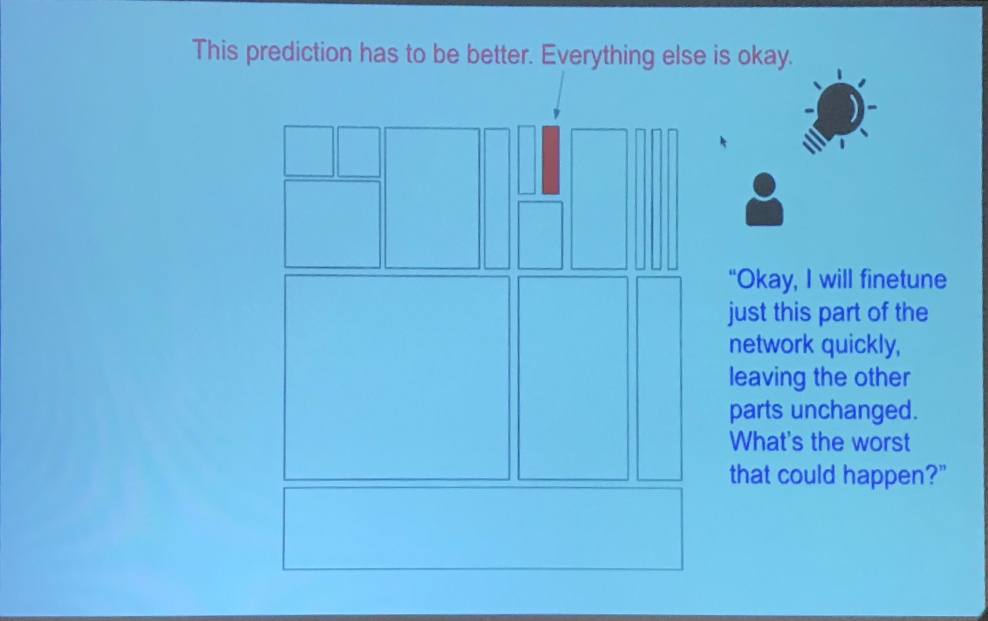 This prediction has to be better. Everything else is okay.
“Okay, I will finetune
just this part of the
network quickly,
leaving the other
parts unchanged.
What's the worst
that could happen?”